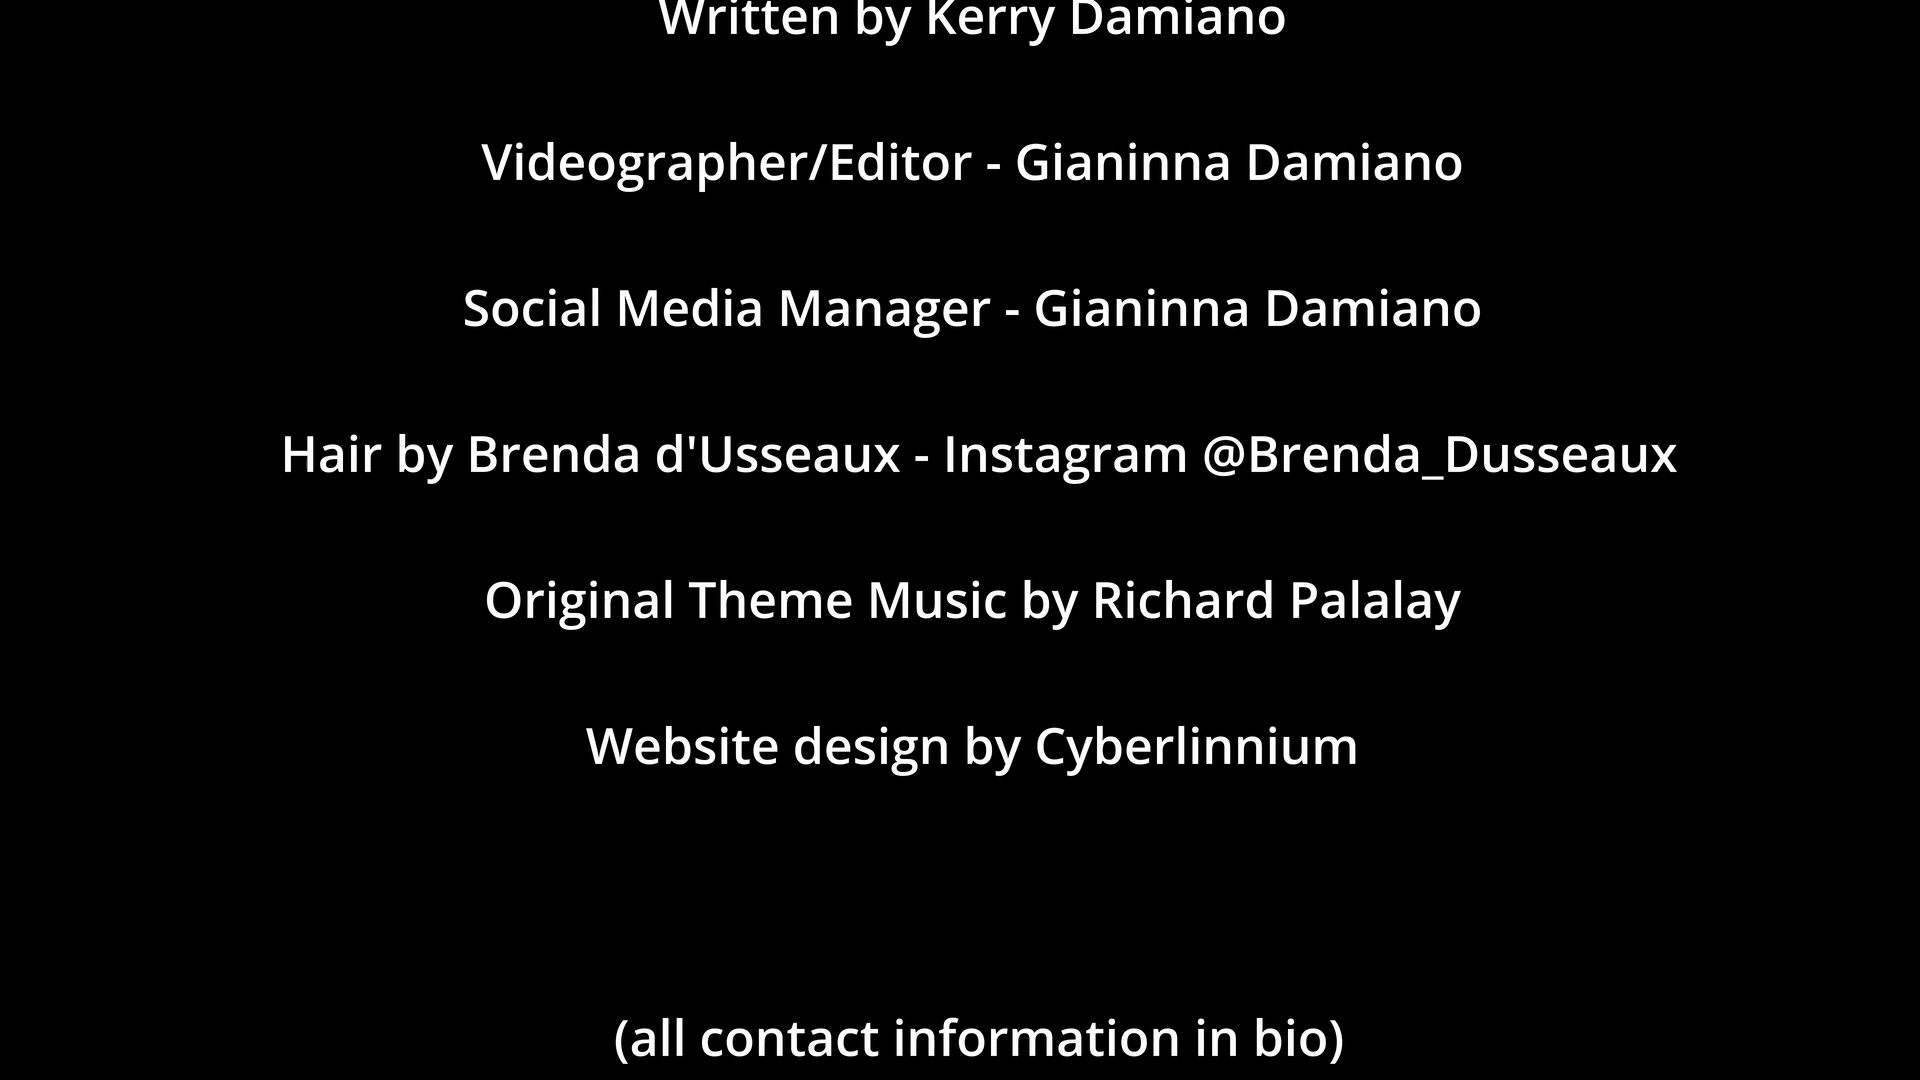 Written by Kerry Damiano
Videographer/Editor - Gianinna Damiano
Social Media Manager - Gianinna Damiano
Hair by Brenda d'Usseaux - Instagram @Brenda_Dusseaux
Original Theme Music by Richard Palalay
Website design by Cyberlinnium
(all contact information in bio)